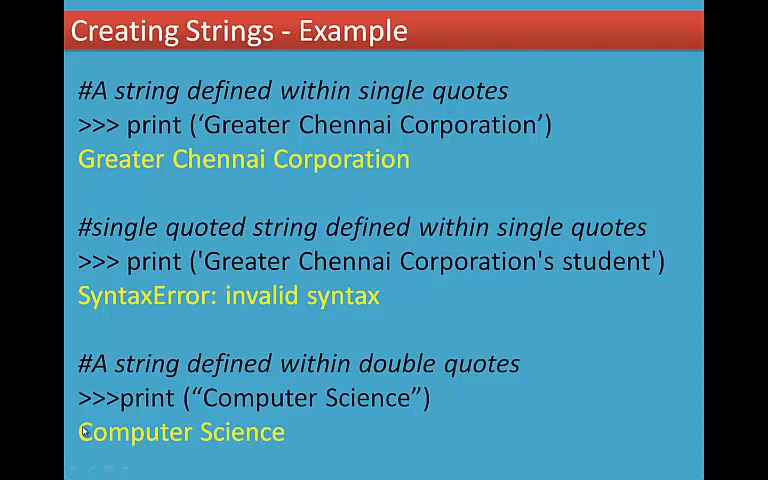 Creating Strings - Example
#A string defined within single quotes
>>> print (‘Greater Chennai Corporation’)
Greater Chennai Corporation
#single quoted string defined within single quotes
>>> print ('Greater Chennai Corporation's student')
SyntaxError: invalid syntax
#A string defined within double quotes
>>>print (“Computer Science”)
Computer Science